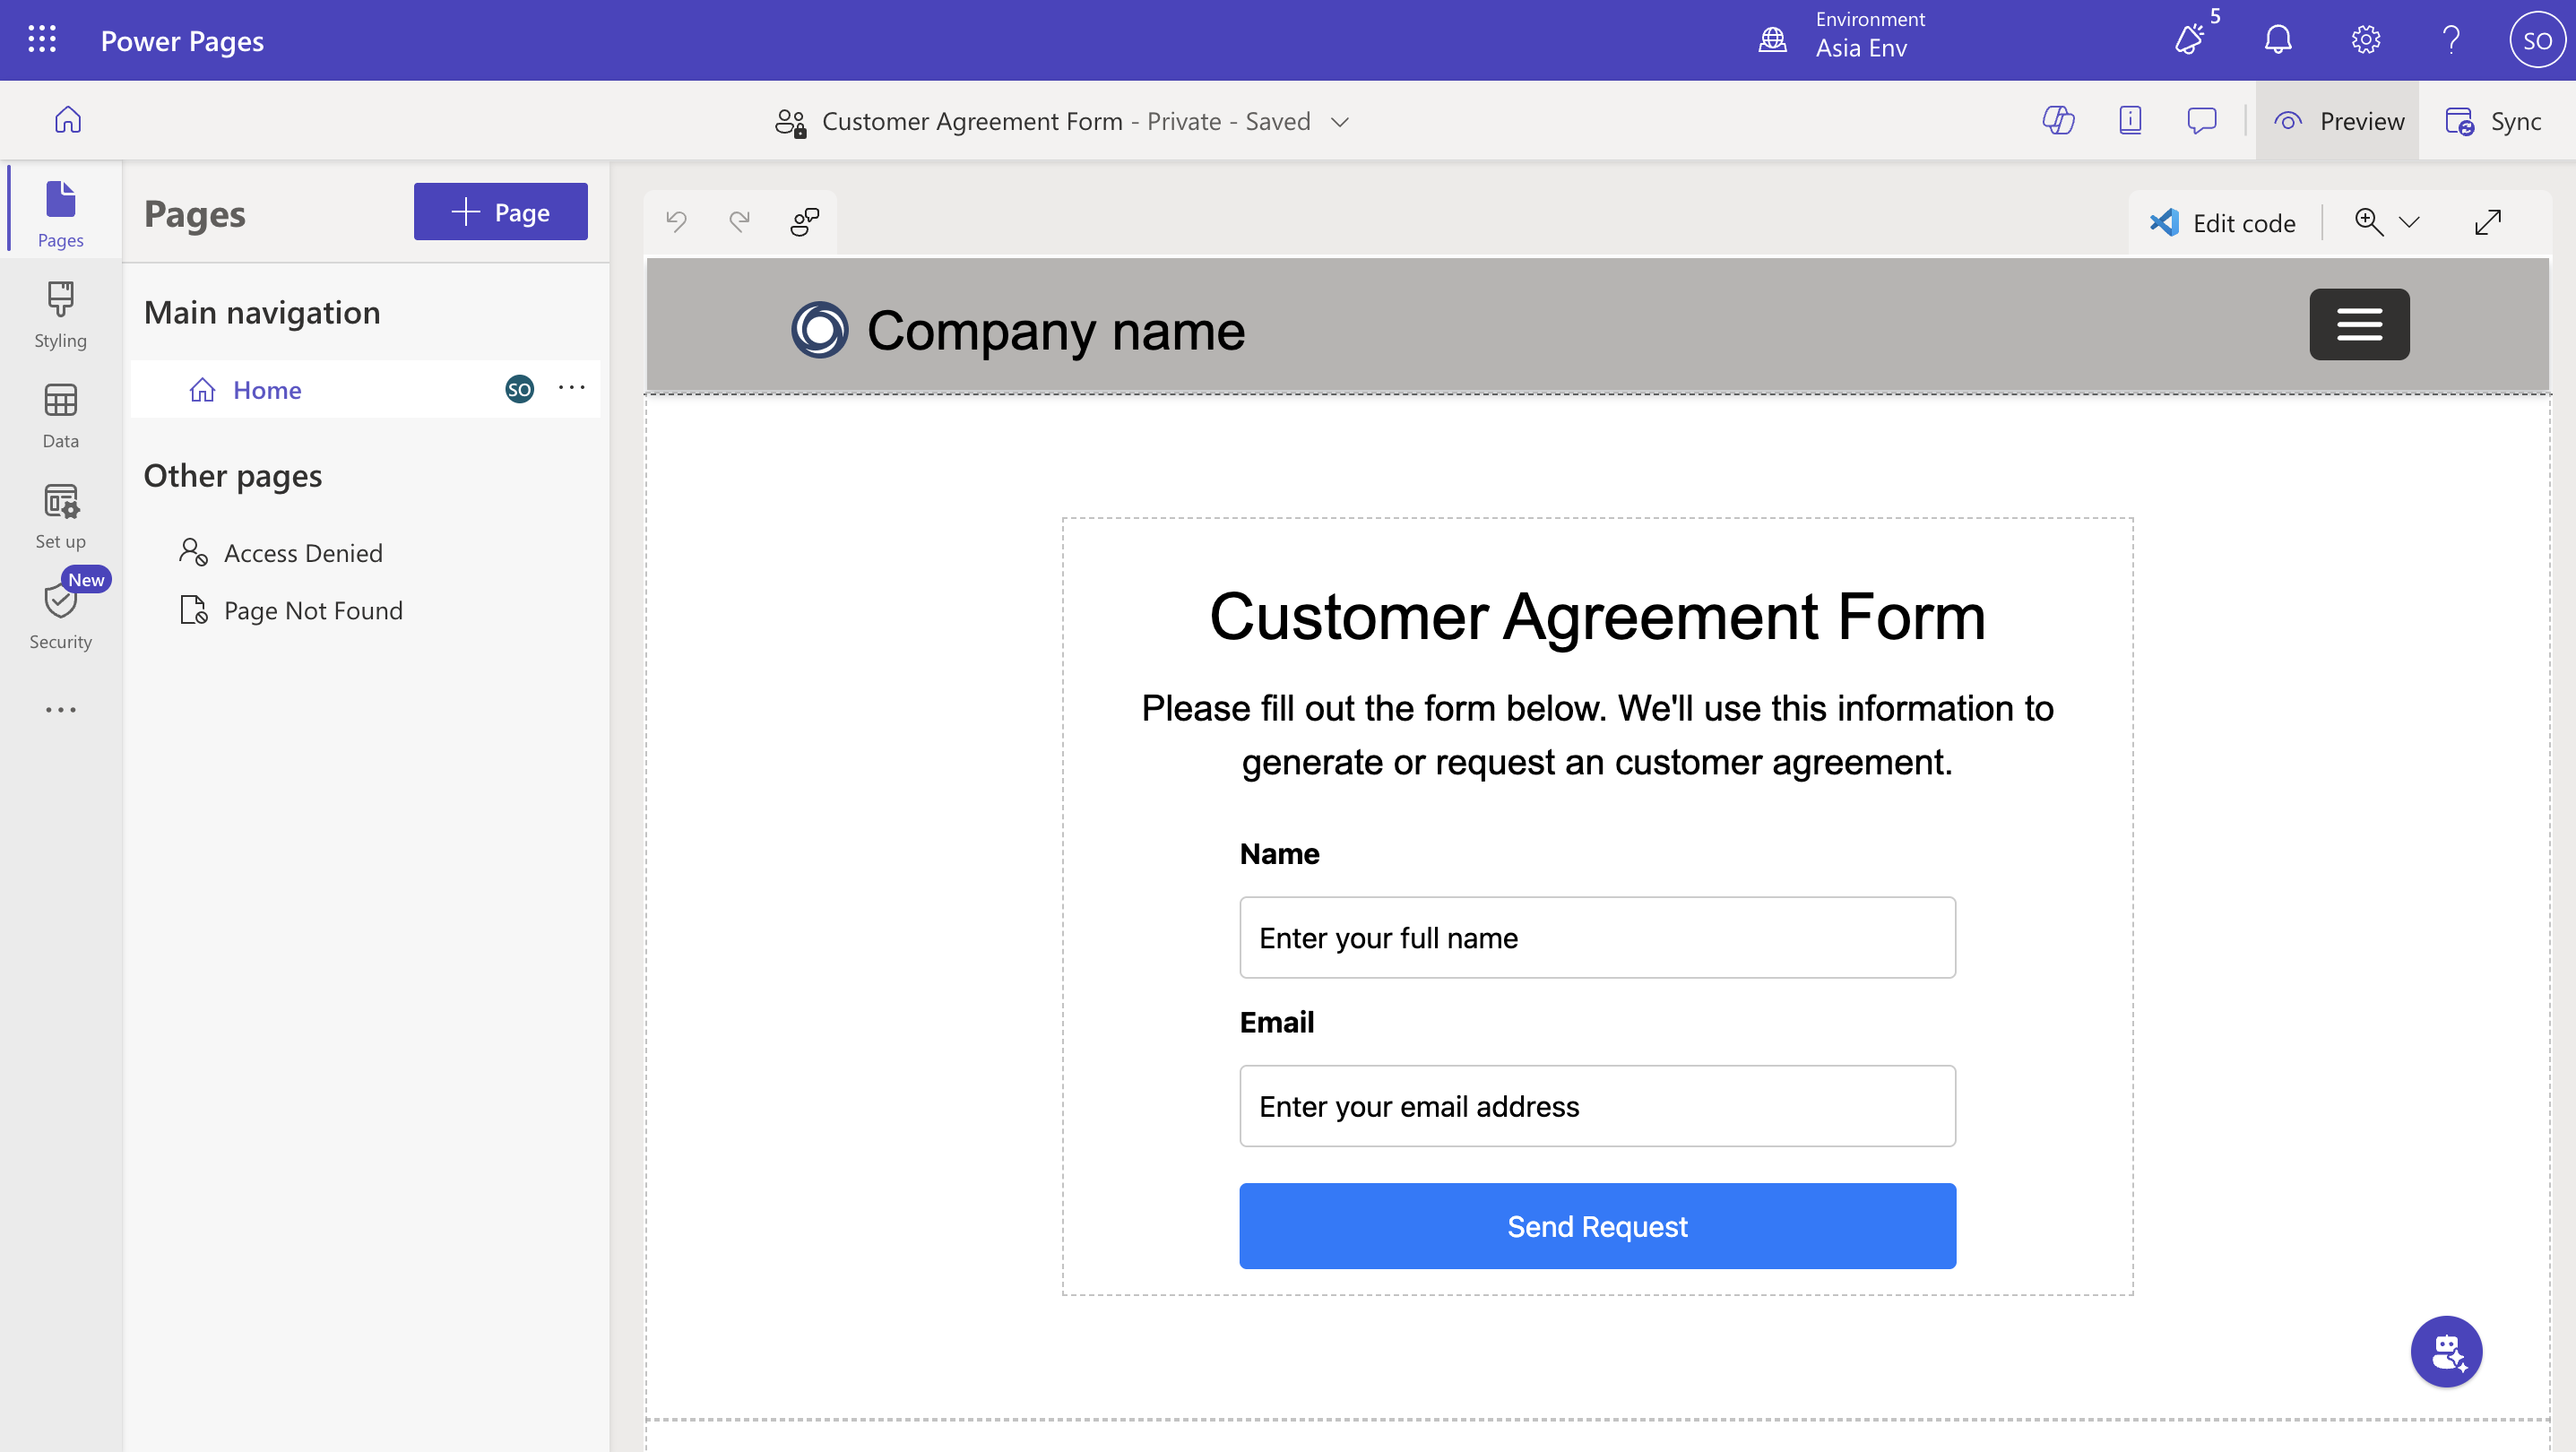 Power Pages
Environment
Asia Env
5
SO
Customer Agreement Form - Private - Saved
Preview
Sync
Pages
Styling
Data
Set up
New
Security
Pages
Page
Main navigation
Home
SO
Other pages
Access Denied
Page Not Found
Edit code
Company name
Customer Agreement Form
Please fill out the form below. We'll use this information to
generate or request an customer agreement.
Name
Enter your full name
Email
Enter your email address
Send Request